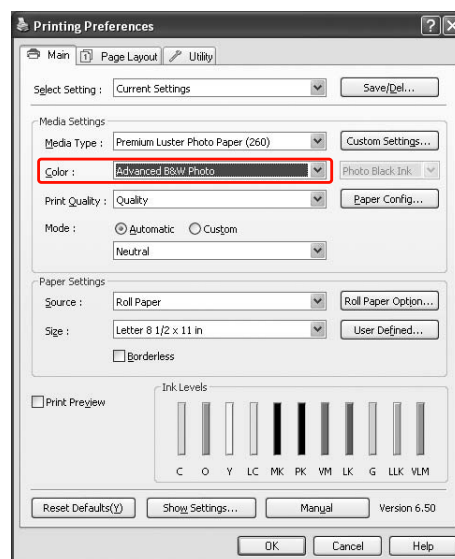 Printing Preferences
Main Page Layout Utility
Select Setting : Current Settings Save/Del...
Media Settings
Media Type : Premium Luster Photo Paper (260) Custom Settings...
Color : Advanced B&W Photo Photo Black Ink
Print Quality : Quality Paper Config...
Mode : Automatic Custom
Neutral
Paper Settings
Source : Roll Paper Roll Paper Option...
Size : Letter 8 1/2 x 11 in User Defined...
Borderless
Print Preview
Ink Levels
C O Y LC MK PK VM LK G LLK VLM
Reset Defaults(Y) Show Settings... Manual Version 6.50
OK Cancel Help